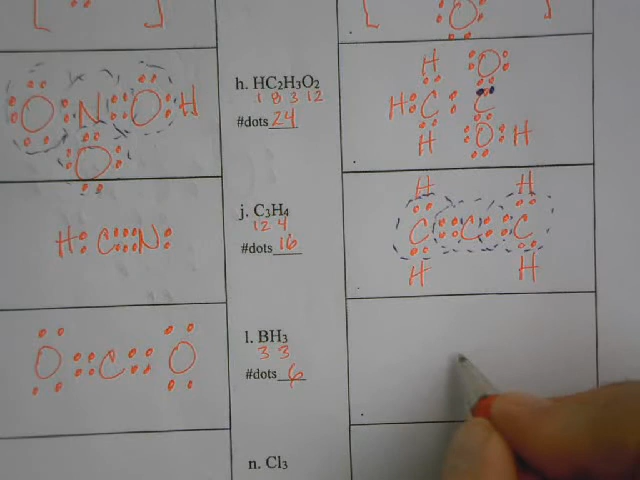 O
h. HC2H3O2
1 8 3 12
#dots 24
O N O H
O
H O
H C C
H O H
j. C3H4
12 4
#dots 16
H C N
H H
C C C
H H
l. BH3
3 3
#dots 6
O C O
n. Cl3